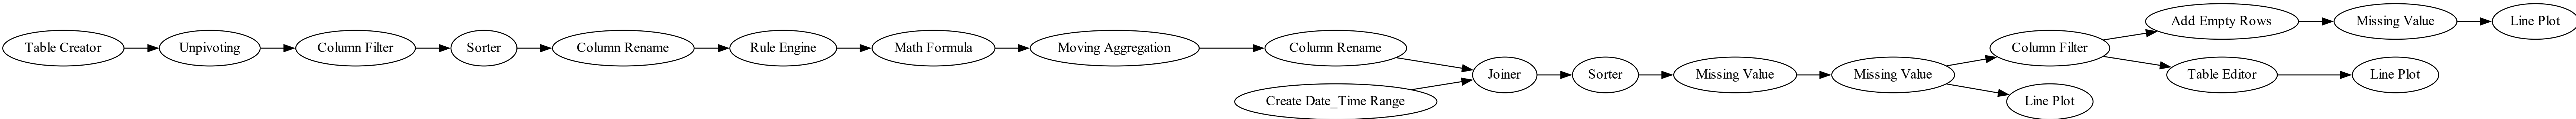 Table Creator
Unpivoting
Column Filter
Sorter
Column Rename
Rule Engine
Math Formula
Moving Aggregation
Column Rename
Create Date_Time Range
Joiner
Sorter
Missing Value
Missing Value
Column Filter
Line Plot
Add Empty Rows
Missing Value
Line Plot
Table Editor
Line Plot